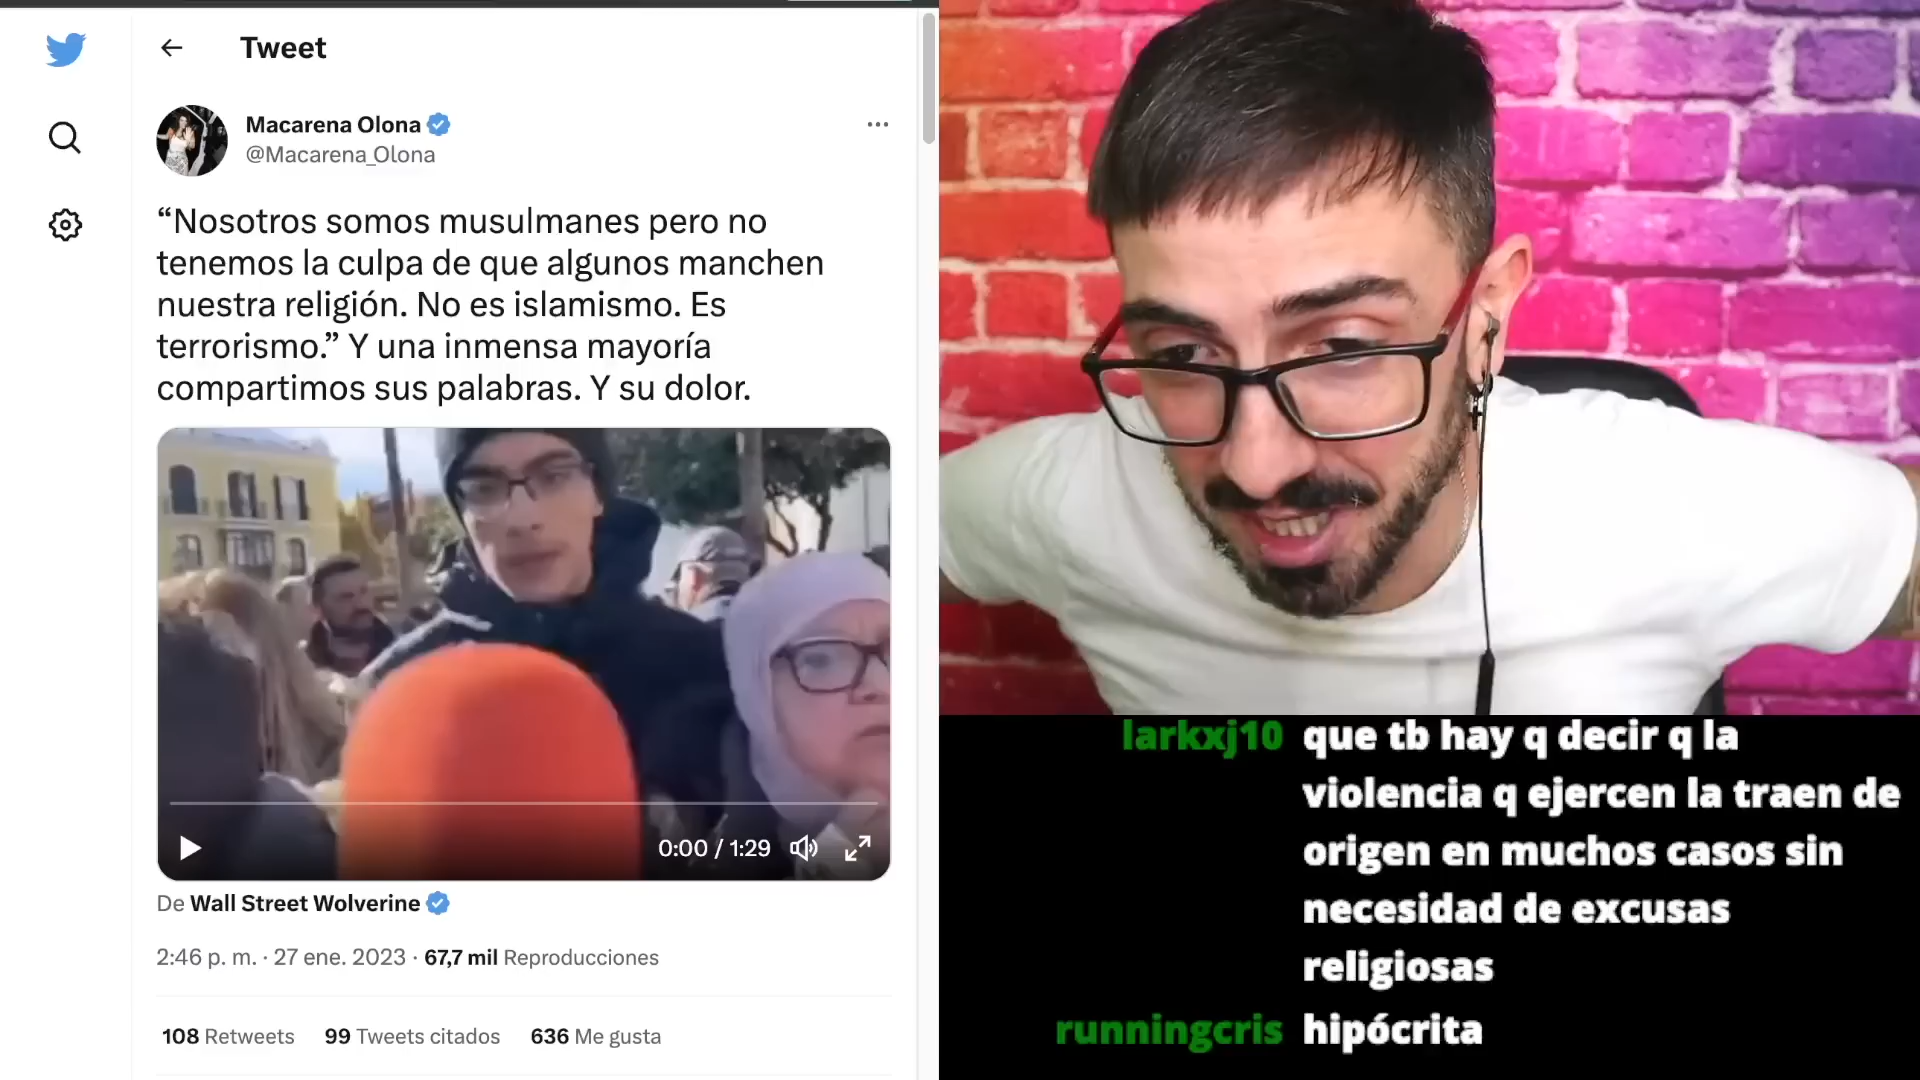 Tweet
Macarena Olona
@Macarena_Olona
“Nosotros somos musulmanes pero no
tenemos la culpa de que algunos manchen
nuestra religión. No es islamismo. Es
terrorismo.” Y una inmensa mayoría
compartimos sus palabras. Y su dolor.
0:00 / 1:29
De Wall Street Wolverine
2:46 p. m. · 27 ene. 2023 · 67,7 mil Reproducciones
108 Retweets 99 Tweets citados 636 Me gusta
larkxj10 que tb hay q decir q la
violencia q ejercen la traen de
origen en muchos casos sin
necesidad de excusas
religiosas
runningcris hipócrita